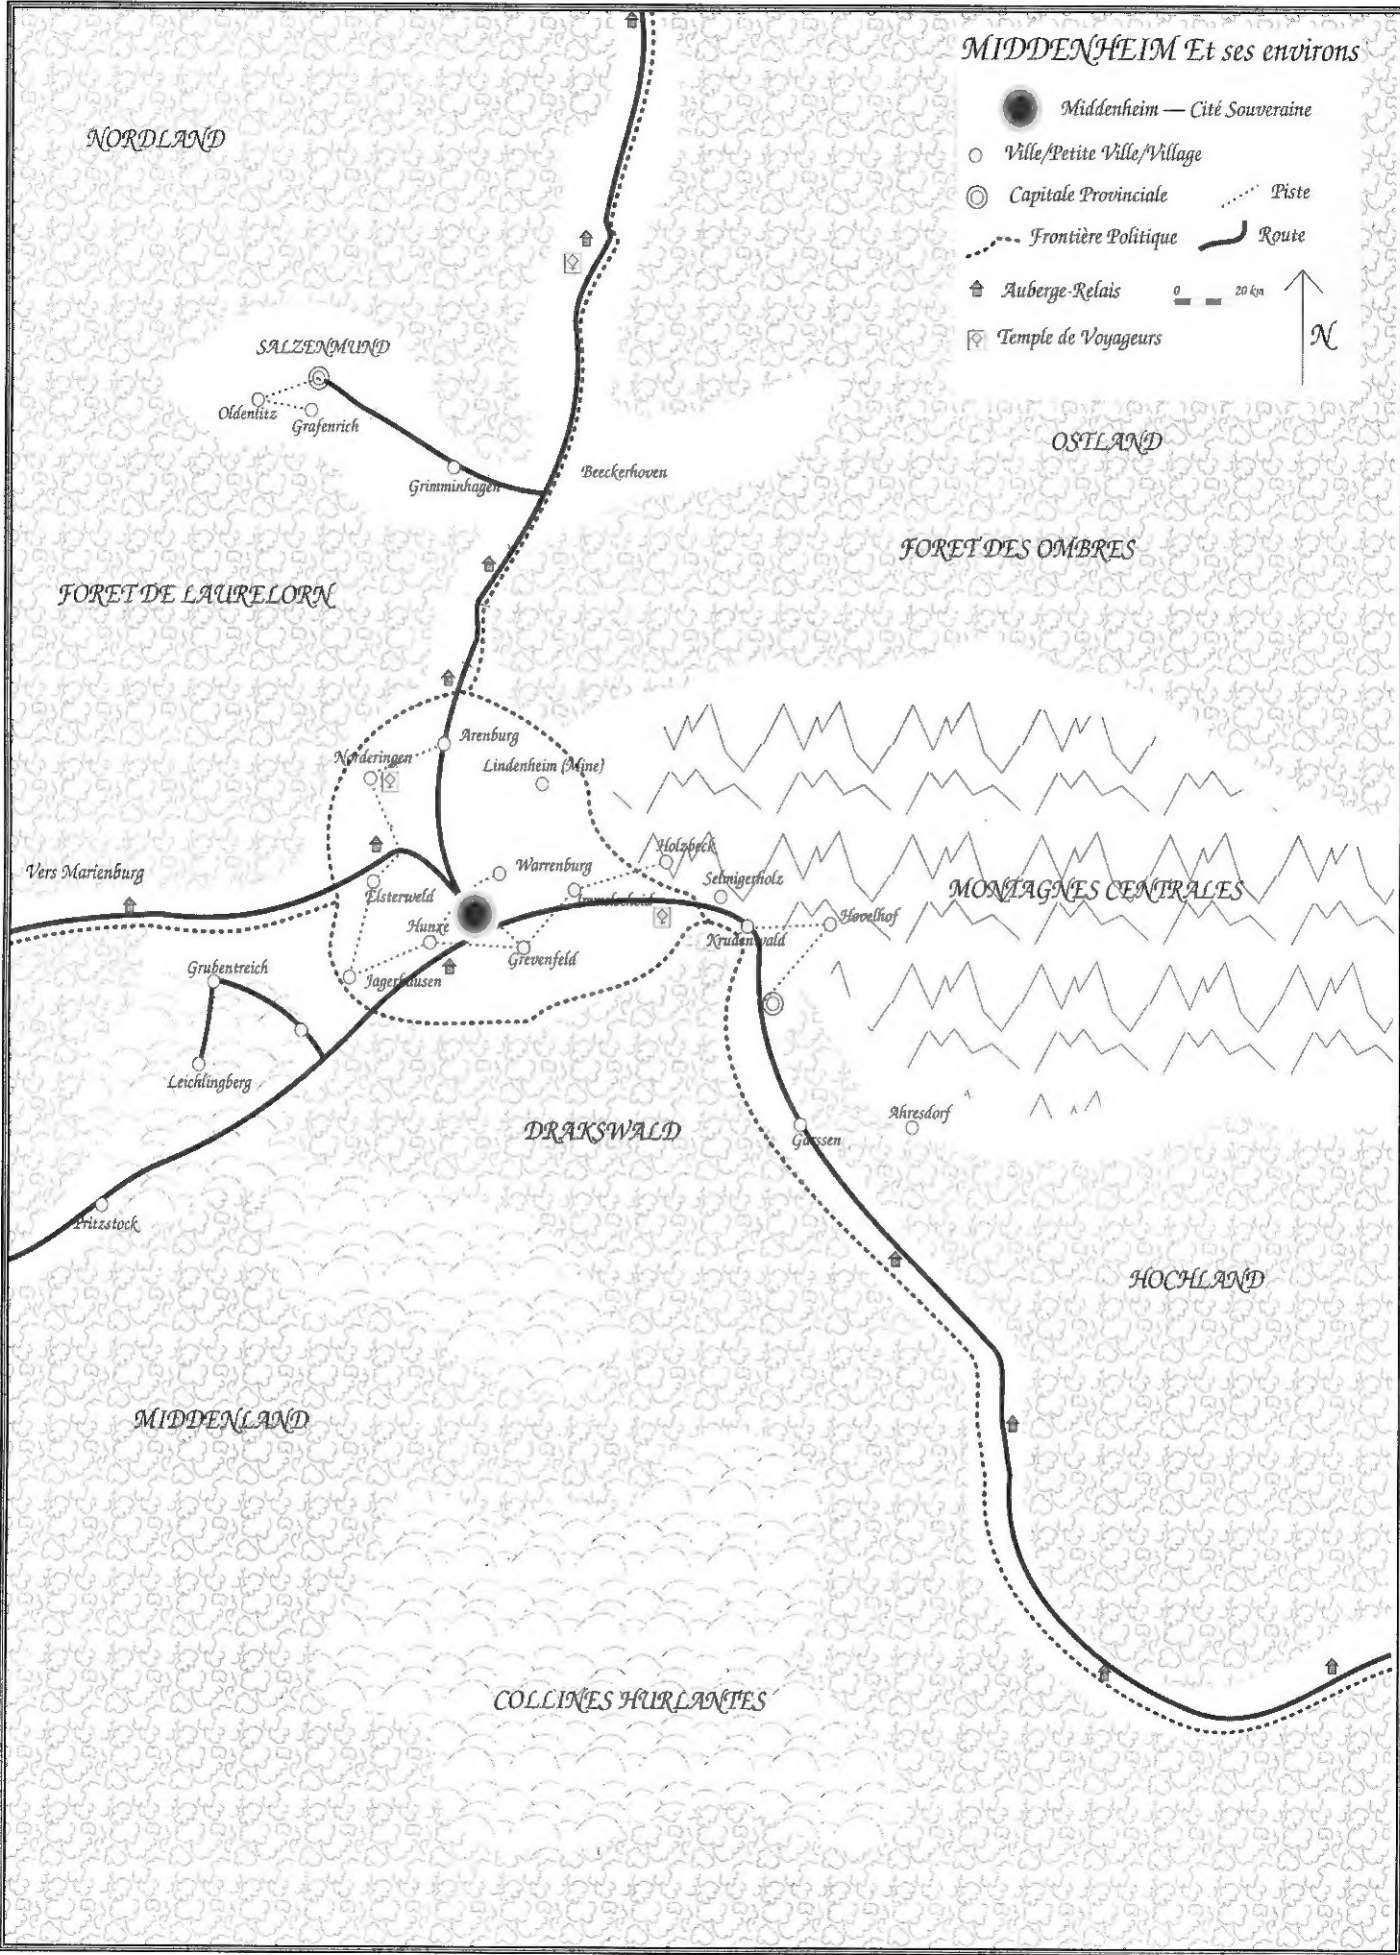 MIDDENHEIM Et ses environs
Middenheim — Cité Souveraine
Ville/Petite Ville/Village
Capitale Provinciale
Piste
Frontière Politique
Route
Auberge-Relais
0 20 km
N
Temple de Voyageurs
NORDLAND
SALZENMUND
Oldenlitz
Grafenrich
Grimminhagen
Beeckerhoven
OSTLAND
FORET DES OMBRES
FORET DE LAURELORN
Arenburg
Norderingen
Lindenheim (Mine)
Vers Marienburg
Warrenburg
Holzbeck
Elsterweld
Immelscheid
Selmigerholz
MONTAGNES CENTRALES
Hunxe
Grevenfeld
Krudenwald
Hovelhof
Grubentreich
Jagerhausen
Leichlingberg
DRAKSWALD
Garssen
Ahresdorf
Fritzstock
HOCHLAND
MIDDENLAND
COLLINES HURLANTES